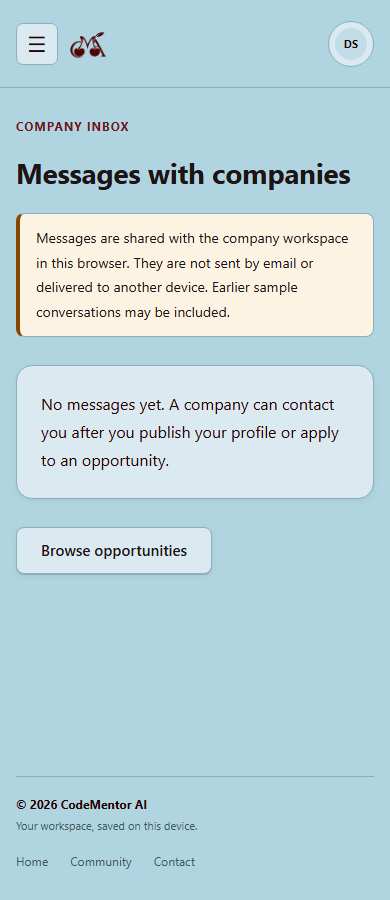 ☰
DS
COMPANY INBOX
Messages with companies
Messages are shared with the company workspace
in this browser. They are not sent by email or
delivered to another device. Earlier sample
conversations may be included.
No messages yet. A company can contact
you after you publish your profile or apply
to an opportunity.
Browse opportunities
© 2026 CodeMentor AI
Your workspace, saved on this device.
Home Community Contact